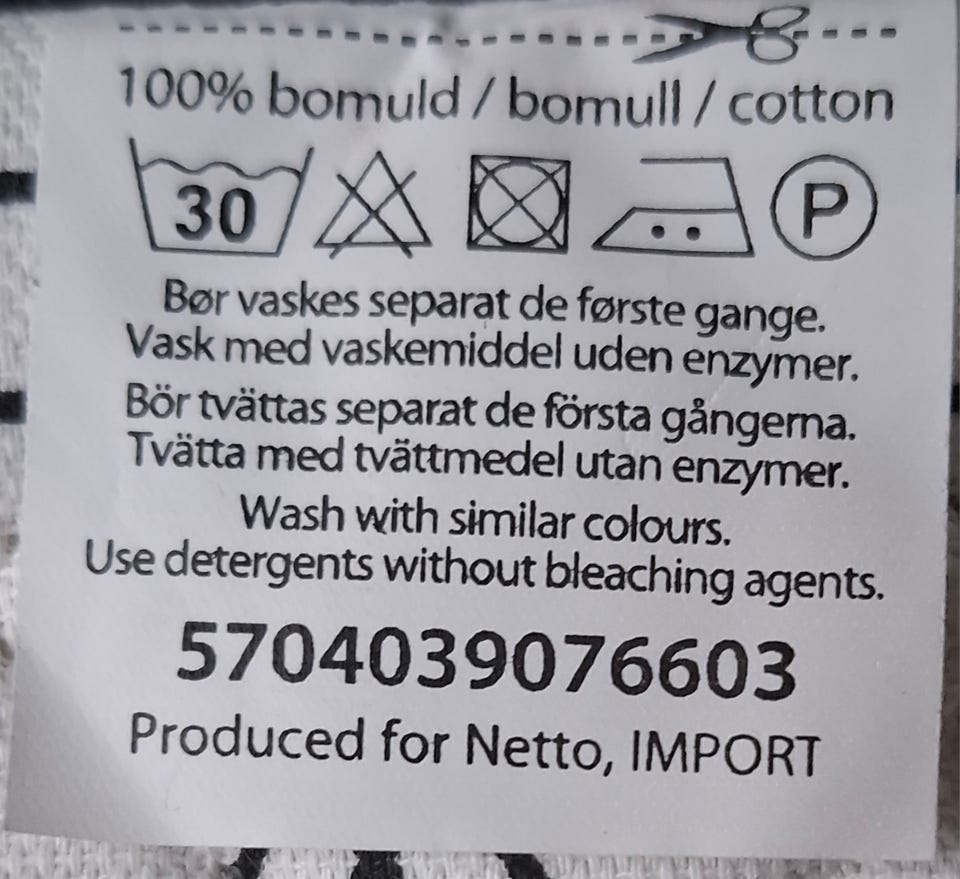 100% bomuld / bomull / cotton
30 P
Bør vaskes separat de første gange.
Vask med vaskemiddel uden enzymer.
Bör tvättas separat de första gångerna.
Tvätta med tvättmedel utan enzymer.
Wash with similar colours.
Use detergents without bleaching agents.
5704039076603
Produced for Netto, IMPORT